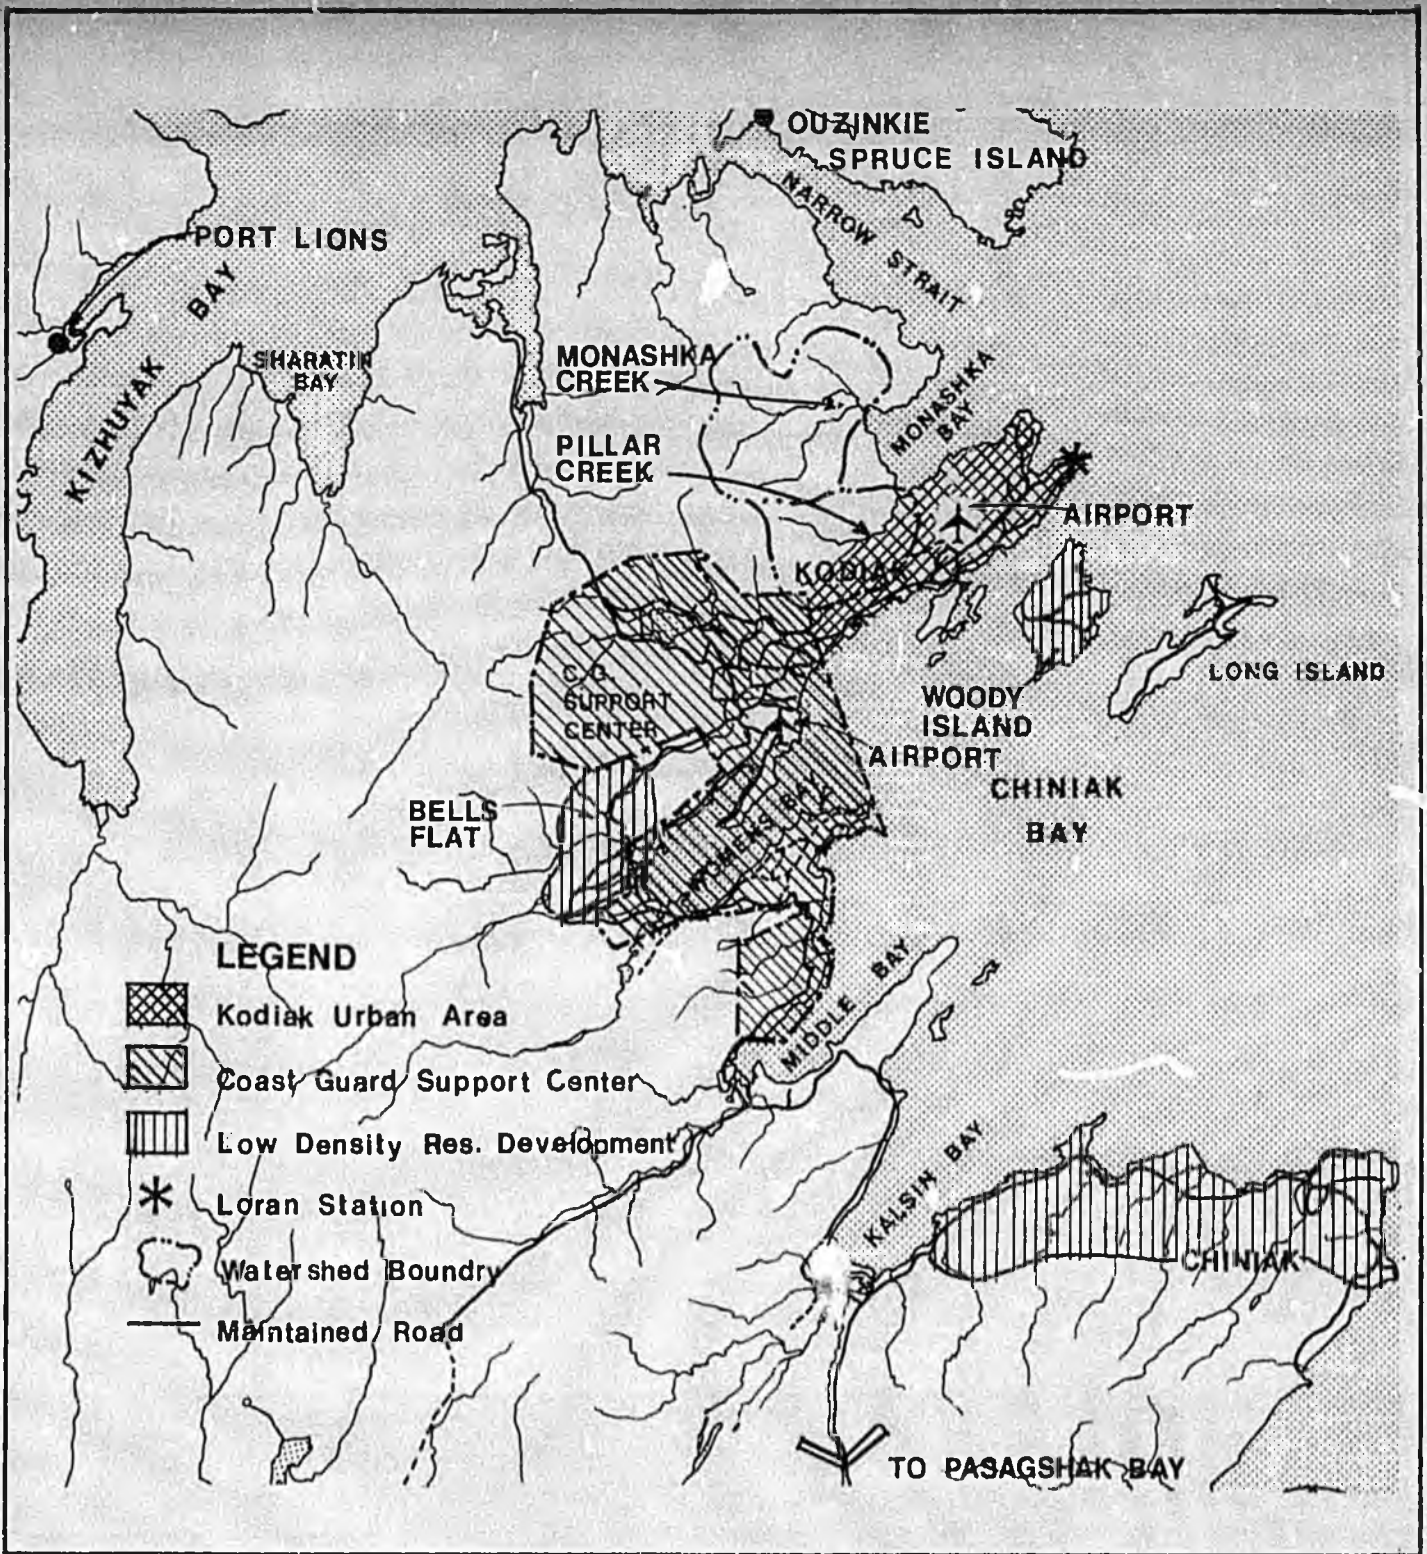 OUZINKIE
SPRUCE ISLAND
NARROW STRAIT
PORT LIONS
KIZHUYAK BAY
SHARATIN
BAY
MONASHKA
CREEK
MONASHKA
BAY
PILLAR
CREEK
AIRPORT
KODIAK
C.G.
SUPPORT
CENTER
WOODY
ISLAND
LONG ISLAND
AIRPORT
CHINIAK
BAY
BELLS
FLAT
WOMENS BAY
MIDDLE BAY
KALSIN BAY
CHINIAK
TO PASAGSHAK BAY
LEGEND
Kodiak Urban Area
Coast Guard Support Center
Low Density Res. Development
Loran Station
Watershed Boundry
Maintained Road